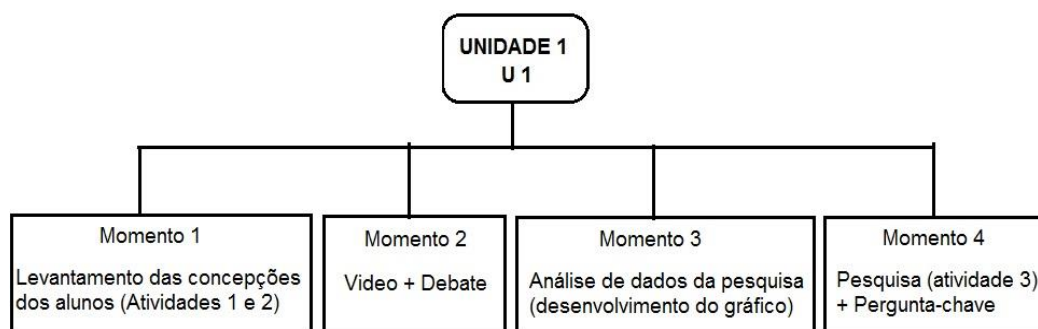 UNIDADE 1
U 1
Momento 1
Levantamento das concepções
dos alunos (Atividades 1 e 2)
Momento 2
Video + Debate
Momento 3
Análise de dados da pesquisa
(desenvolvimento do gráfico)
Momento 4
Pesquisa (atividade 3)
+ Pergunta-chave